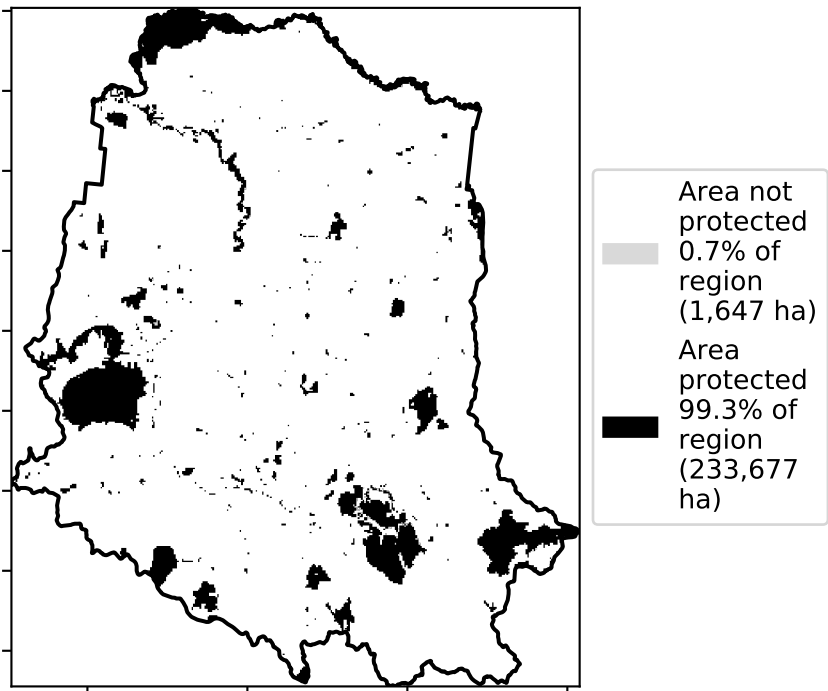 Area not
protected
0.7% of
region
(1,647 ha)
Area
protected
99.3% of
region
(233,677
ha)